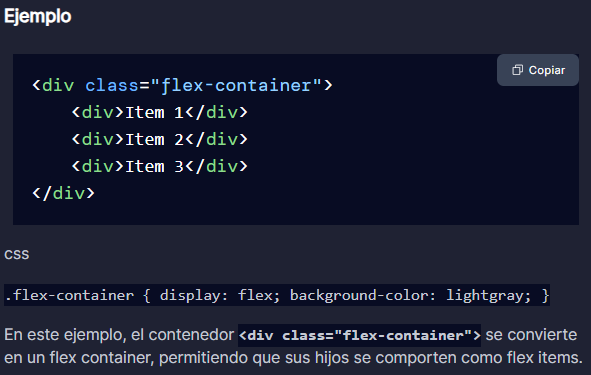 Ejemplo
Copiar
<div class="flex-container">
    <div>Item 1</div>
    <div>Item 2</div>
    <div>Item 3</div>
</div>
css
.flex-container { display: flex; background-color: lightgray; }
En este ejemplo, el contenedor <div class="flex-container"> se convierte
en un flex container, permitiendo que sus hijos se comporten como flex items.